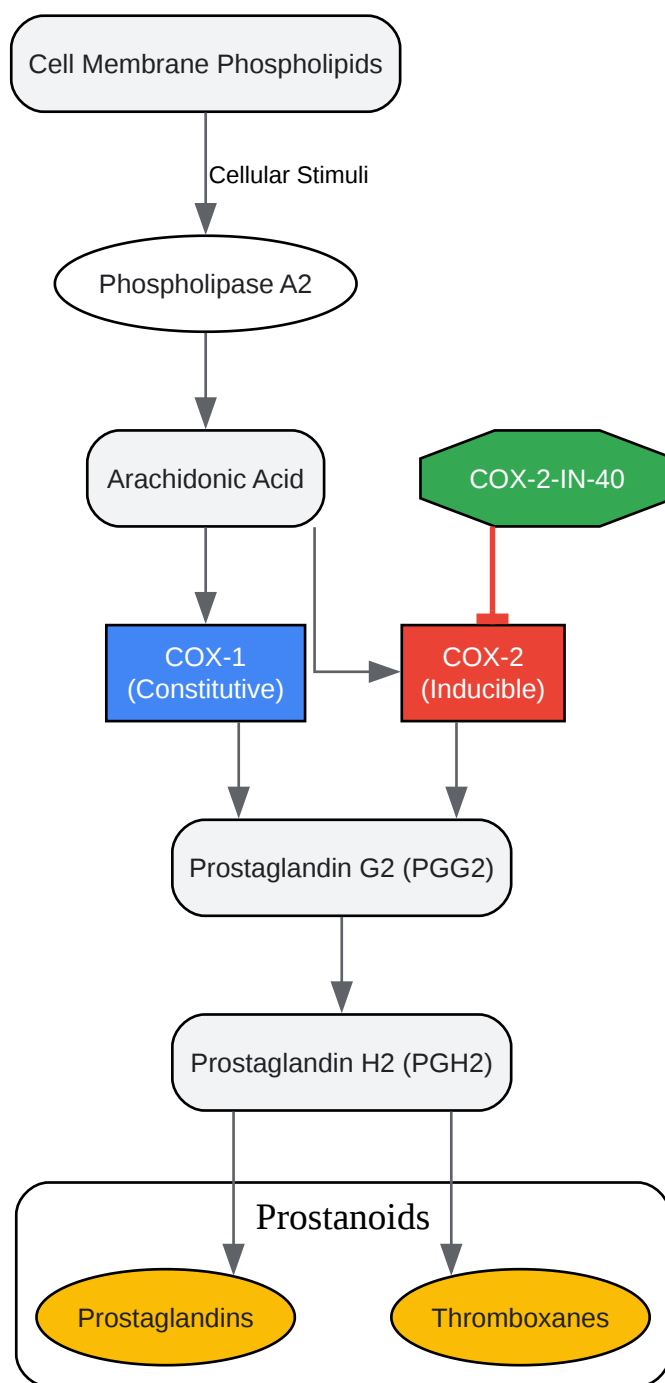 Cell Membrane Phospholipids
Cellular Stimuli
Phospholipase A2
Arachidonic Acid
COX-2-IN-40
COX-1
(Constitutive)
COX-2
(Inducible)
Prostaglandin G2 (PGG2)
Prostaglandin H2 (PGH2)
Prostanoids
Prostaglandins
Thromboxanes